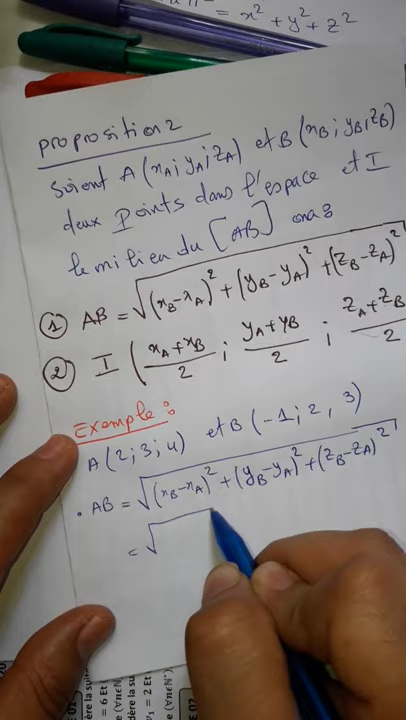 = x² + y² + z²
proprosition 2
soient A (xA; yA; zA) et B (xB; yB; zB)
deux Points dans l'espace et I
le milieu du [AB] on a :
① AB = √((xB-xA)² + (yB-yA)² + (zB-zA)²
② I ( (xA+xB)/2 ; (yA+yB)/2 ; (zA+zB)/2
Exemple :
A (2; 3; 4) et B (-1; 2, 3)
. AB = √((xB-xA)² + (yB-yA)² + (zB-zA)²
= √